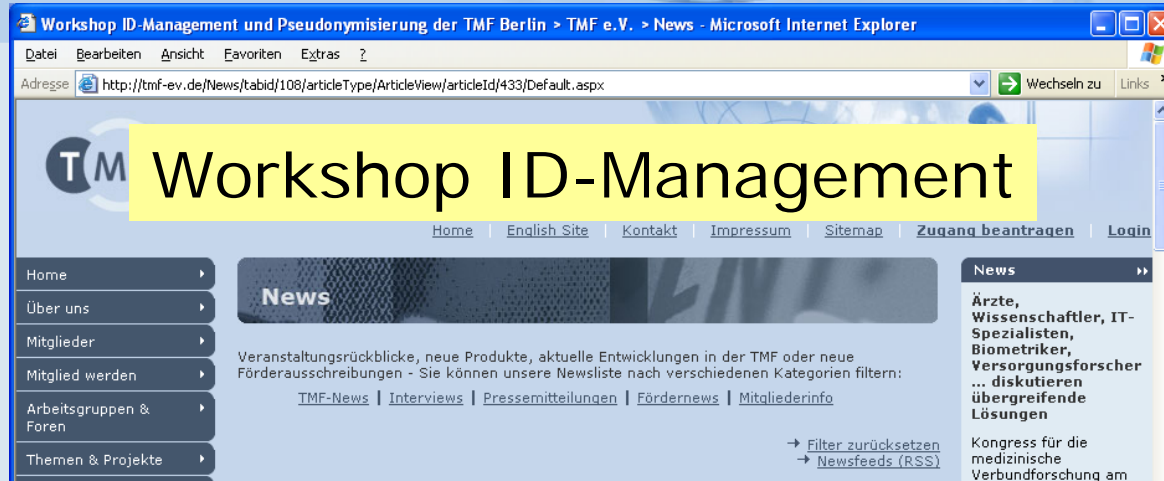 Workshop ID-Management und Pseudonymisierung der TMF Berlin > TMF e.V. > News - Microsoft Internet Explorer
Datei Bearbeiten Ansicht Favoriten Extras ?
Adresse http://tmf-ev.de/News/tabid/108/articleType/ArticleView/articleId/433/Default.aspx Wechseln zu Links
TM
Workshop ID-Management
Home | English Site | Kontakt | Impressum | Sitemap | Zugang beantragen | Login
Home
Über uns
Mitglieder
Mitglied werden
Arbeitsgruppen &
Foren
Themen & Projekte
News
Veranstaltungsrückblicke, neue Produkte, aktuelle Entwicklungen in der TMF oder neue
Förderausschreibungen - Sie können unsere Newsliste nach verschiedenen Kategorien filtern:
TMF-News | Interviews | Pressemitteilungen | Fördernews | Mitgliederinfo
Filter zurücksetzen
Newsfeeds (RSS)
News
Ärzte,
Wissenschaftler, IT-
Spezialisten,
Biometriker,
Versorgungsforscher
... diskutieren
übergreifende
Lösungen
Kongress für die
medizinische
Verbundforschung am